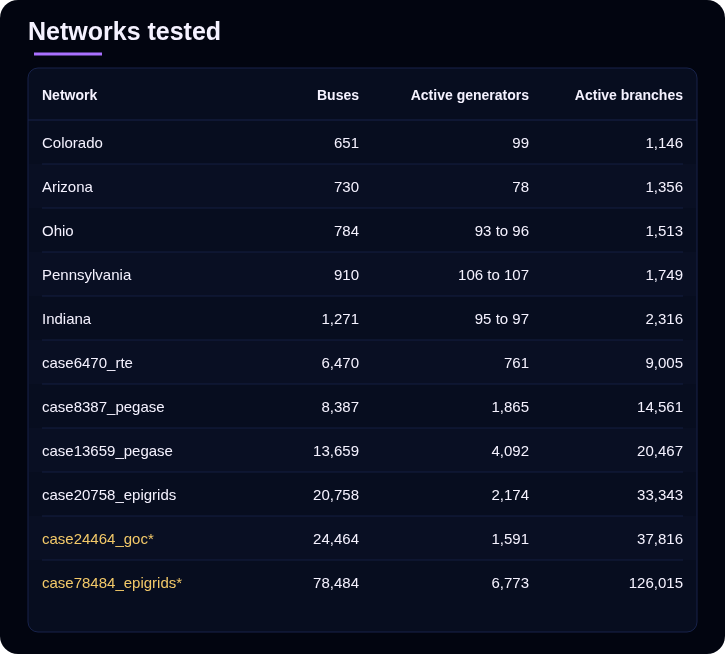 Networks tested
Network Buses Active generators Active branches
Colorado 651 99 1,146
Arizona 730 78 1,356
Ohio 784 93 to 96 1,513
Pennsylvania 910 106 to 107 1,749
Indiana 1,271 95 to 97 2,316
case6470_rte 6,470 761 9,005
case8387_pegase 8,387 1,865 14,561
case13659_pegase 13,659 4,092 20,467
case20758_epigrids 20,758 2,174 33,343
case24464_goc* 24,464 1,591 37,816
case78484_epigrids* 78,484 6,773 126,015